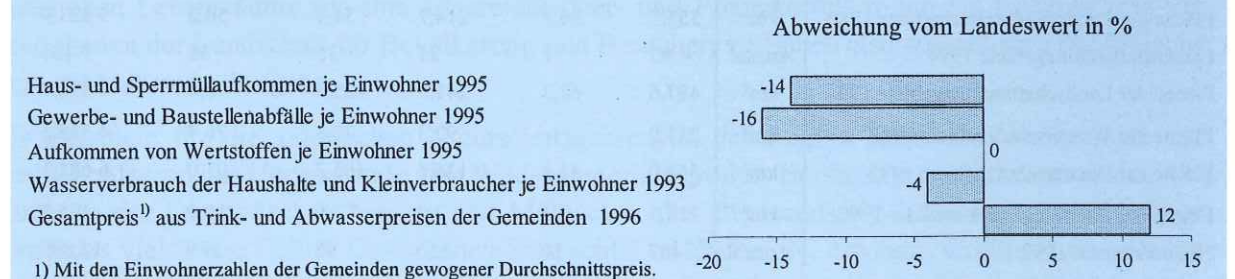 Abweichung vom Landeswert in %
Haus- und Sperrmüllaufkommen je Einwohner 1995
-14
Gewerbe- und Baustellenabfälle je Einwohner 1995
-16
Aufkommen von Wertstoffen je Einwohner 1995
0
Wasserverbrauch der Haushalte und Kleinverbraucher je Einwohner 1993
-4
Gesamtpreis¹⁾ aus Trink- und Abwasserpreisen der Gemeinden 1996
12
-20 -15 -10 -5 0 5 10 15
1) Mit den Einwohnerzahlen der Gemeinden gewogener Durchschnittspreis.